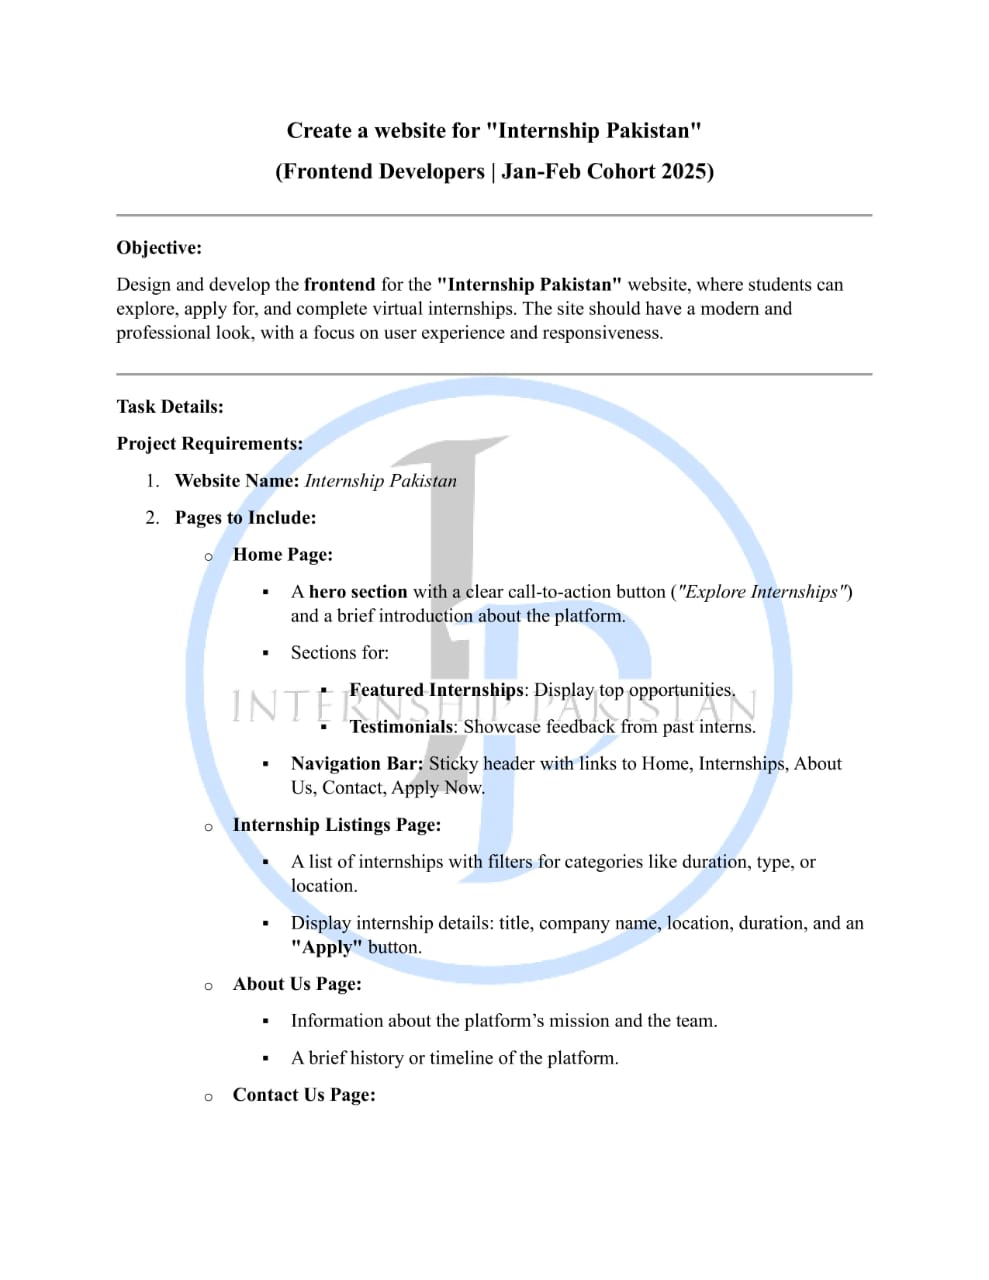 Create a website for "Internship Pakistan"
(Frontend Developers | Jan-Feb Cohort 2025)
Objective:
Design and develop the frontend for the "Internship Pakistan" website, where students can
explore, apply for, and complete virtual internships. The site should have a modern and
professional look, with a focus on user experience and responsiveness.
Task Details:
Project Requirements:
1. Website Name: Internship Pakistan
2. Pages to Include:
o Home Page:
▪ A hero section with a clear call-to-action button ("Explore Internships")
and a brief introduction about the platform.
▪ Sections for:
▪ Featured Internships: Display top opportunities.
INTERNSHIP PAKISTAN
▪ Testimonials: Showcase feedback from past interns.
▪ Navigation Bar: Sticky header with links to Home, Internships, About
Us, Contact, Apply Now.
o Internship Listings Page:
▪ A list of internships with filters for categories like duration, type, or
location.
▪ Display internship details: title, company name, location, duration, and an
"Apply" button.
o About Us Page:
▪ Information about the platform’s mission and the team.
▪ A brief history or timeline of the platform.
o Contact Us Page: